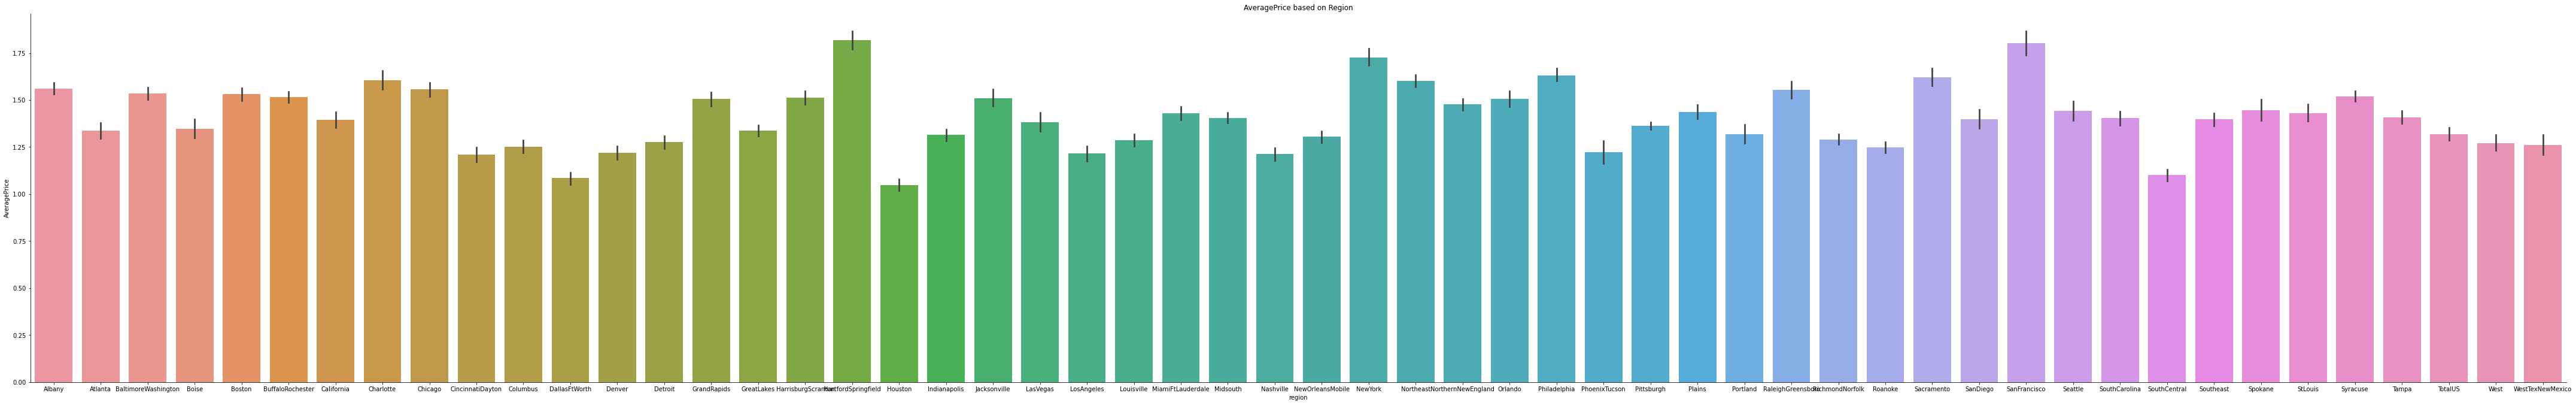 AveragePrice based on Region
AveragePrice
1.75
1.50
1.25
1.00
0.75
0.50
0.25
0.00
Albany Atlanta BaltimoreWashington Boise Boston BuffaloRochester California Charlotte Chicago CincinnatiDayton Columbus DallasFtWorth Denver Detroit GrandRapids GreatLakes HarrisburgScranton HartfordSpringfield Houston Indianapolis Jacksonville LasVegas LosAngeles Louisville MiamiFtLauderdale Midsouth Nashville NewOrleansMobile NewYork Northeast NorthernNewEngland Orlando Philadelphia PhoenixTucson Pittsburgh Plains Portland RaleighGreensboro RichmondNorfolk Roanoke Sacramento SanDiego SanFrancisco Seattle SouthCarolina SouthCentral Southeast Spokane StLouis Syracuse Tampa TotalUS West WestTexNewMexico
region